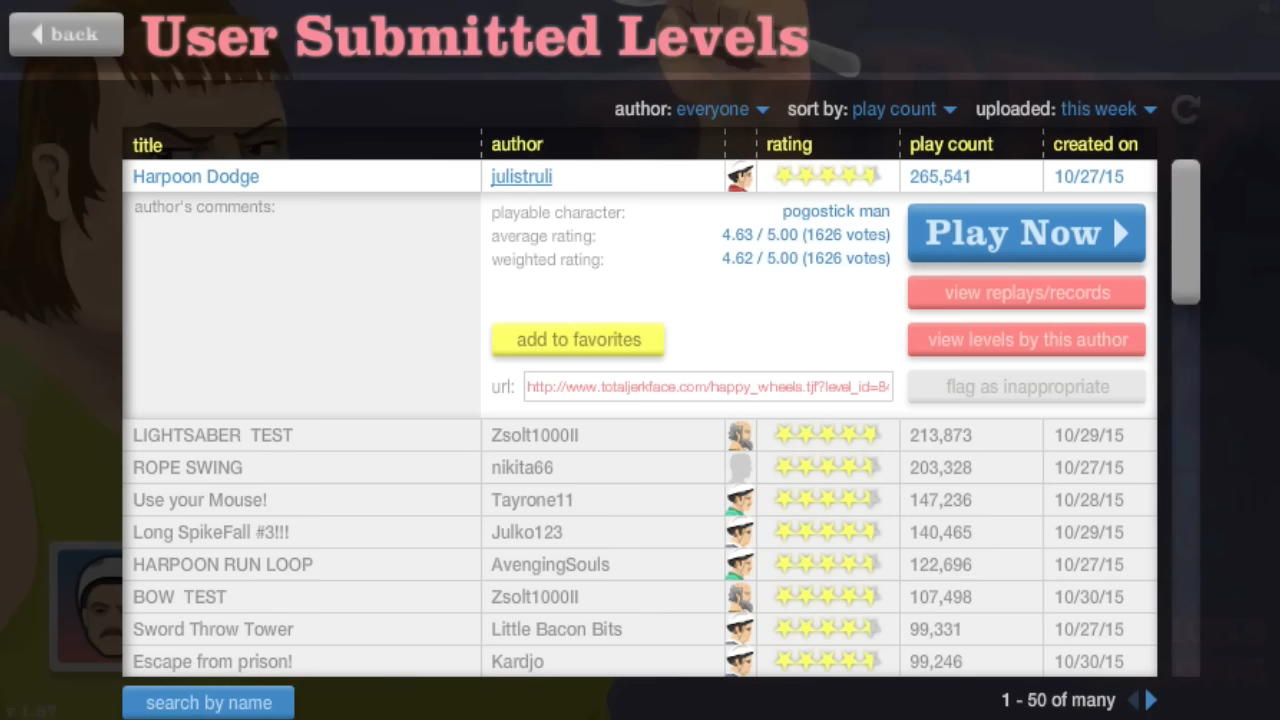 back
User Submitted Levels
author: everyone sort by: play count uploaded: this week
title author rating play count created on
Harpoon Dodge julistruli 265,541 10/27/15
author's comments:
playable character: pogostick man
average rating: 4.63 / 5.00 (1626 votes)
weighted rating: 4.62 / 5.00 (1626 votes)
Play Now
view replays/records
add to favorites
view levels by this author
url: http://www.totaljerkface.com/happy_wheels.tjf?level_id=8
flag as inappropriate
LIGHTSABER TEST Zsolt1000II 213,873 10/29/15
ROPE SWING nikita66 203,328 10/27/15
Use your Mouse! Tayrone11 147,236 10/28/15
Long SpikeFall #3!!! Julko123 140,465 10/29/15
HARPOON RUN LOOP AvengingSouls 122,696 10/27/15
BOW TEST Zsolt1000II 107,498 10/30/15
Sword Throw Tower Little Bacon Bits 99,331 10/27/15
Escape from prison! Kardjo 99,246 10/30/15
search by name
1 - 50 of many